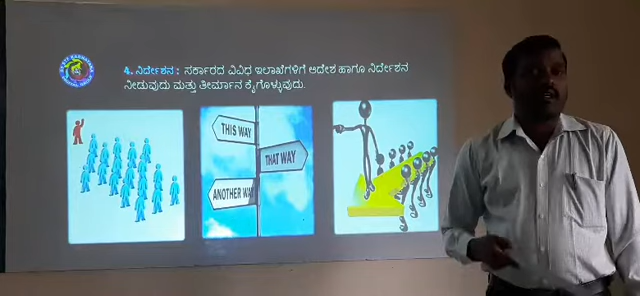 4. ನಿರ್ದೇಶನ : ಸರ್ಕಾರದ ವಿವಿಧ ಇಲಾಖೆಗಳಿಗೆ ಆದೇಶ ಹಾಗೂ ನಿರ್ದೇಶನ
ನೀಡುವುದು ಮತ್ತು ತೀರ್ಮಾನ ಕೈಗೊಳ್ಳುವುದು.
THIS WAY
THAT WAY
ANOTHER WAY